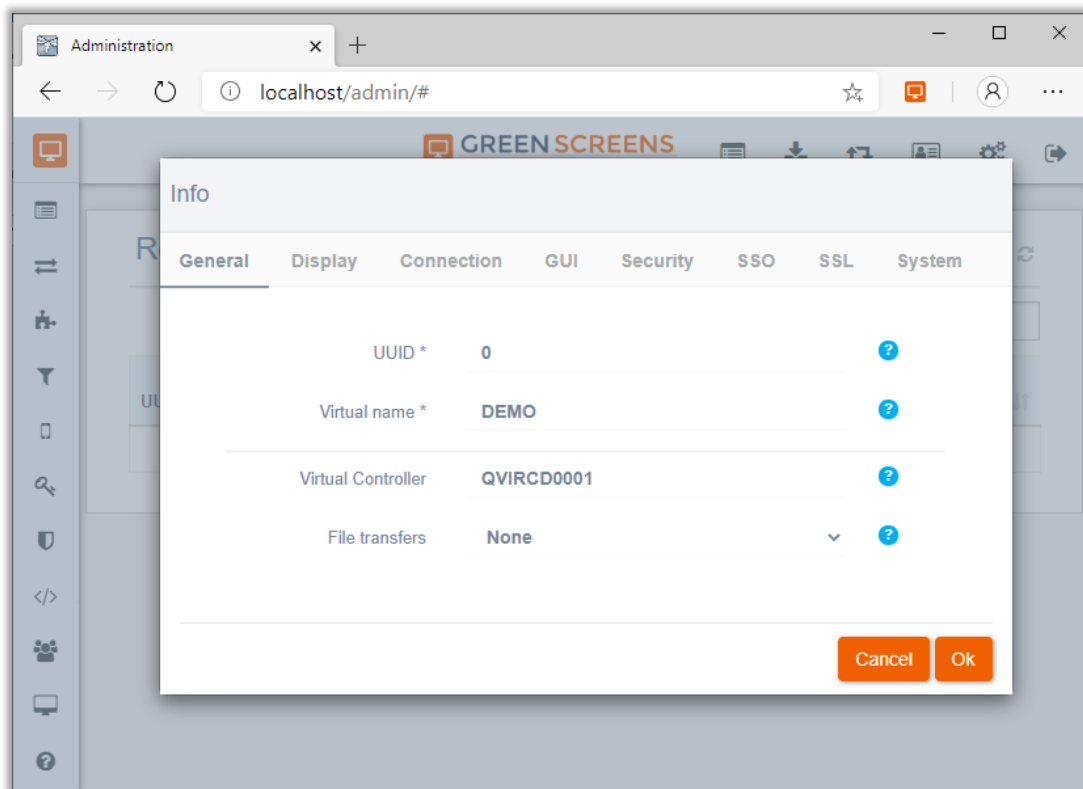 Administration
localhost/admin/#
GREEN SCREENS
Info
R
General Display Connection GUI Security SSO SSL System
UUID * 0
UU
Virtual name * DEMO
Virtual Controller QVIRCD0001
File transfers None
Cancel Ok